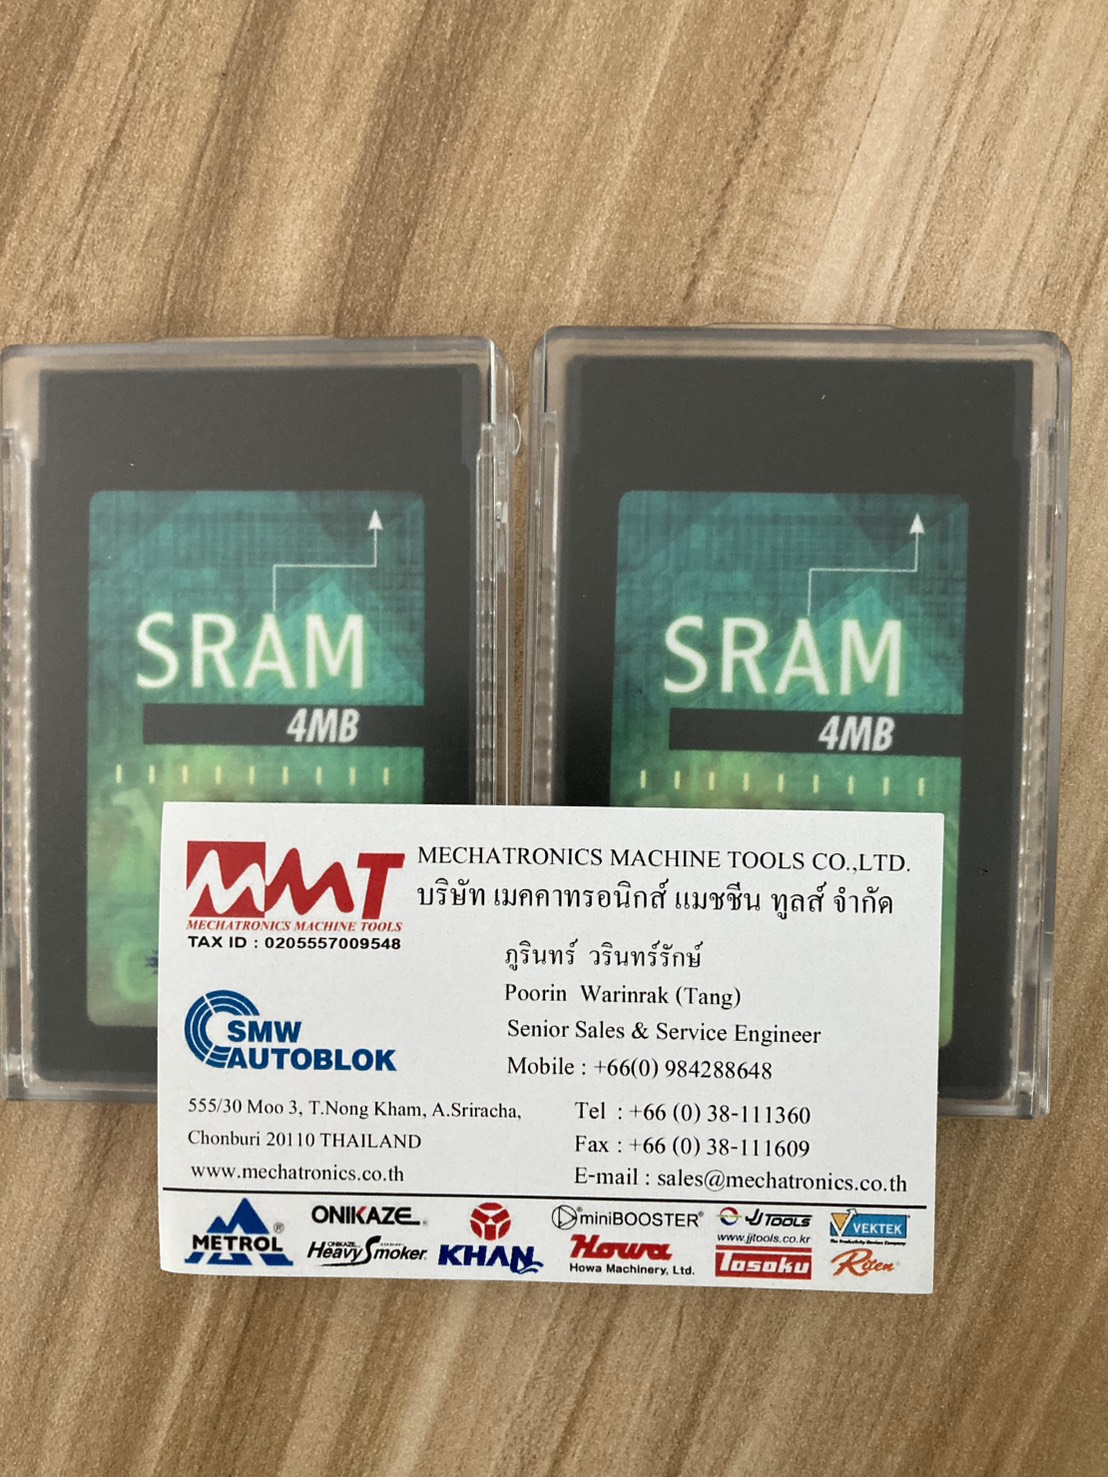 SRAM
4MB
SRAM
4MB
MMT
MECHATRONICS MACHINE TOOLS
TAX ID : 0205557009548
MECHATRONICS MACHINE TOOLS CO.,LTD.
บริษัท เมคคาทรอนิกส์ แมชชีน ทูลส์ จำกัด
ภูรินทร์ วรินทร์รักษ์
Poorin Warinrak (Tang)
Senior Sales & Service Engineer
Mobile : +66(0) 984288648
SMW
AUTOBLOK
555/30 Moo 3, T.Nong Kham, A.Sriracha,
Chonburi 20110 THAILAND
www.mechatronics.co.th
Tel : +66 (0) 38-111360
Fax : +66 (0) 38-111609
E-mail : sales@mechatronics.co.th
METROL®
ONIKAZE
ONIKAZE
Heavy Smoker
KHAN
miniBOOSTER®
Howa
Howa Machinery, Ltd.
JJTOOLS
www.jjtools.co.kr
Tosoku
VEKTEK
The Productivity Devices Company
Riten